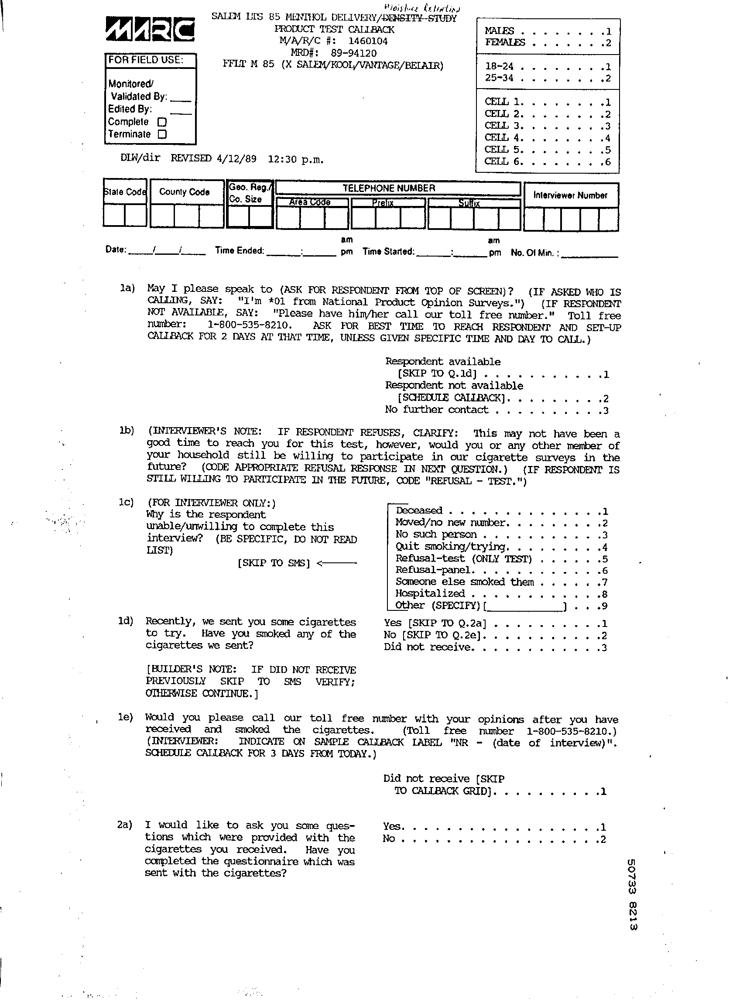 Moisture Retention
MARC
SALEM LTS 85 MENTHOL DELIVERY/DENSITY STUDY
PRODUCT TEST CALLBACK
M/A/R/C #: 1460104
MRD#: 89-94120
FFLT M 85 (X SALEM/KOOL/VANTAGE/BELAIR)
MALES . . . . . . . .1
FEMALES . . . . . . .2
18-24 . . . . . . . .1
25-34 . . . . . . . .2
CELL 1. . . . . . . .1
CELL 2. . . . . . . .2
CELL 3. . . . . . . .3
CELL 4. . . . . . . .4
CELL 5. . . . . . . .5
CELL 6. . . . . . . .6
FOR FIELD USE:
Monitored/
Validated By: ____
Edited By: ____
Complete ☐
Terminate ☐
DLW/dir REVISED 4/12/89 12:30 p.m.
State Code County Code Geo. Reg./ Co. Size TELEPHONE NUMBER Interviewer Number
Area Code Prefix Suffix
am am
Date: ____/____/____ Time Ended: ______:______ pm Time Started: ______:______ pm No. Of Min. : ________
1a) May I please speak to (ASK FOR RESPONDENT FROM TOP OF SCREEN)? (IF ASKED WHO IS
CALLING, SAY: "I'm *01 from National Product Opinion Surveys.") (IF RESPONDENT
NOT AVAILABLE, SAY: "Please have him/her call our toll free number." Toll free
number: 1-800-535-8210. ASK FOR BEST TIME TO REACH RESPONDENT AND SET-UP
CALLBACK FOR 2 DAYS AT THAT TIME, UNLESS GIVEN SPECIFIC TIME AND DAY TO CALL.)
Respondent available
[SKIP TO Q.1d] . . . . . . . . . . .1
Respondent not available
[SCHEDULE CALLBACK]. . . . . . . . .2
No further contact . . . . . . . . . .3
1b) (INTERVIEWER'S NOTE: IF RESPONDENT REFUSES, CLARIFY: This may not have been a
good time to reach you for this test, however, would you or any other member of
your household still be willing to participate in our cigarette surveys in the
future? (CODE APPROPRIATE REFUSAL RESPONSE IN NEXT QUESTION.) (IF RESPONDENT IS
STILL WILLING TO PARTICIPATE IN THE FUTURE, CODE "REFUSAL - TEST.")
1c) (FOR INTERVIEWER ONLY:)
Why is the respondent
unable/unwilling to complete this
interview? (BE SPECIFIC, DO NOT READ
LIST)
[SKIP TO SMS] <———
Deceased . . . . . . . . . . . . . .1
Moved/no new number. . . . . . . . .2
No such person . . . . . . . . . . .3
Quit smoking/trying. . . . . . . . .4
Refusal-test (ONLY TEST) . . . . . .5
Refusal-panel. . . . . . . . . . . .6
Someone else smoked them . . . . . .7
Hospitalized . . . . . . . . . . . .8
Other (SPECIFY)[____________] . . .9
1d) Recently, we sent you some cigarettes
to try. Have you smoked any of the
cigarettes we sent?
Yes [SKIP TO Q.2a] . . . . . . . . . .1
No [SKIP TO Q.2e]. . . . . . . . . . .2
Did not receive. . . . . . . . . . . .3
[BUILDER'S NOTE: IF DID NOT RECEIVE
PREVIOUSLY SKIP TO SMS VERIFY;
OTHERWISE CONTINUE.]
1e) Would you please call our toll free number with your opinions after you have
received and smoked the cigarettes. (Toll free number 1-800-535-8210.)
(INTERVIEWER: INDICATE ON SAMPLE CALLBACK LABEL "NR - (date of interview)".
SCHEDULE CALLBACK FOR 3 DAYS FROM TODAY.)
Did not receive [SKIP
TO CALLBACK GRID]. . . . . . . . . .1
2a) I would like to ask you some ques-
tions which were provided with the
cigarettes you received. Have you
completed the questionnaire which was
sent with the cigarettes?
Yes. . . . . . . . . . . . . . . . . .1
No . . . . . . . . . . . . . . . . . .2
50733 8213